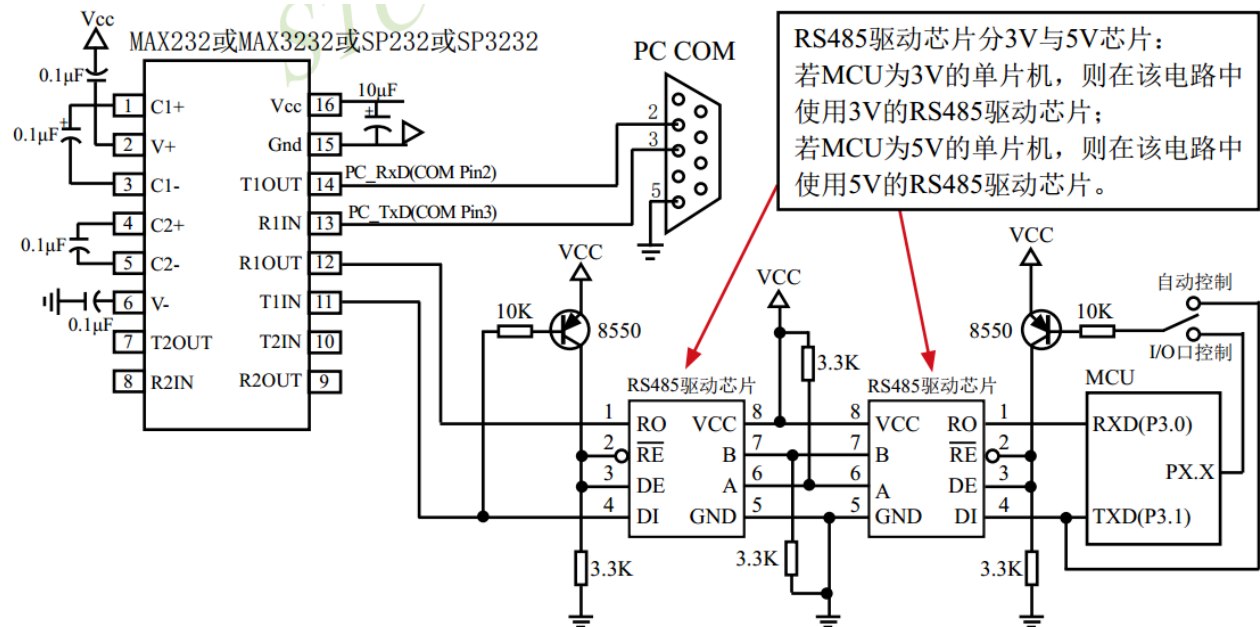 STC
Vcc
MAX232或MAX3232或SP232或SP3232
0.1μF
0.1μF
0.1μF
0.1μF
1 C1+
2 V+
3 C1-
4 C2+
5 C2-
6 V-
7 T2OUT
8 R2IN
Vcc 16
Gnd 15
T1OUT 14
R1IN 13
R1OUT 12
T1IN 11
T2IN 10
R2OUT 9
10μF
+
+
PC_RxD(COM Pin2)
PC_TxD(COM Pin3)
PC COM
2
3
5
RS485驱动芯片分3V与5V芯片：
若MCU为3V的单片机，则在该电路中
使用3V的RS485驱动芯片；
若MCU为5V的单片机，则在该电路中
使用5V的RS485驱动芯片。
VCC
10K
8550
3.3K
RS485驱动芯片
1 RO
2 RE
3 DE
4 DI
VCC 8
B 7
A 6
GND 5
VCC
3.3K
3.3K
RS485驱动芯片
8 VCC
7 B
6 A
5 GND
RO 1
RE 2
DE 3
DI 4
VCC
8550
10K
3.3K
自动控制
I/O口控制
MCU
RXD(P3.0)
PX.X
TXD(P3.1)